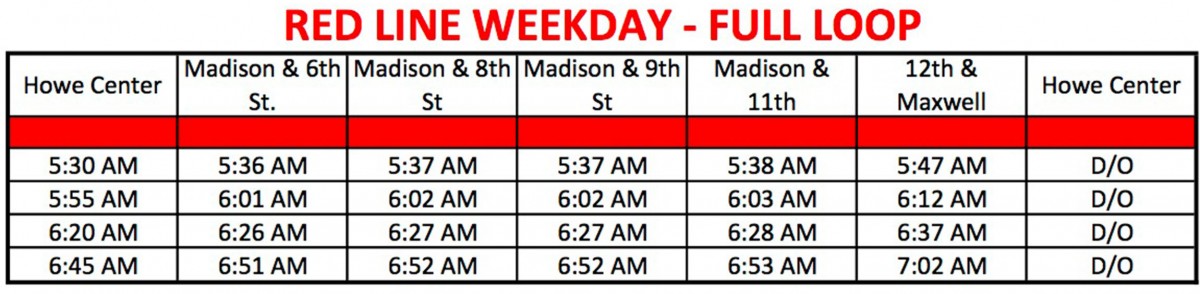 RED LINE WEEKDAY - FULL LOOP
Howe Center Madison & 6th St. Madison & 8th St Madison & 9th St Madison & 11th 12th & Maxwell Howe Center
5:30 AM 5:36 AM 5:37 AM 5:37 AM 5:38 AM 5:47 AM D/O
5:55 AM 6:01 AM 6:02 AM 6:02 AM 6:03 AM 6:12 AM D/O
6:20 AM 6:26 AM 6:27 AM 6:27 AM 6:28 AM 6:37 AM D/O
6:45 AM 6:51 AM 6:52 AM 6:52 AM 6:53 AM 7:02 AM D/O